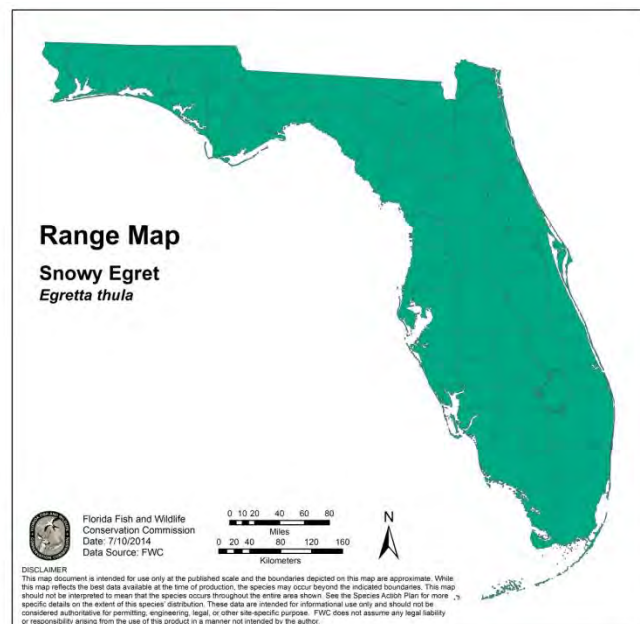 Range Map
Snowy Egret
Egretta thula
Florida Fish and Wildlife
Conservation Commission
Date: 7/10/2014
Data Source: FWC
0 10 20 40 60 80
Miles
0 20 40 80 120 160
Kilometers
N
DISCLAIMER
This map document is intended for use only at the published scale and the boundaries depicted on this map are approximate. While
this map reflects the best data available at the time of production, the species may occur beyond the indicated boundaries. This map
should not be interpreted to mean that the species occurs throughout the entire area shown. See the Species Action Plan for more
specific details on the extent of this species' distribution. These data are intended for informational use only and should not be
considered authoritative for permitting, engineering, legal, or other site-specific purpose. FWC does not assume any legal liability
or responsibility arising from the use of this product in a manner not intended by the author.